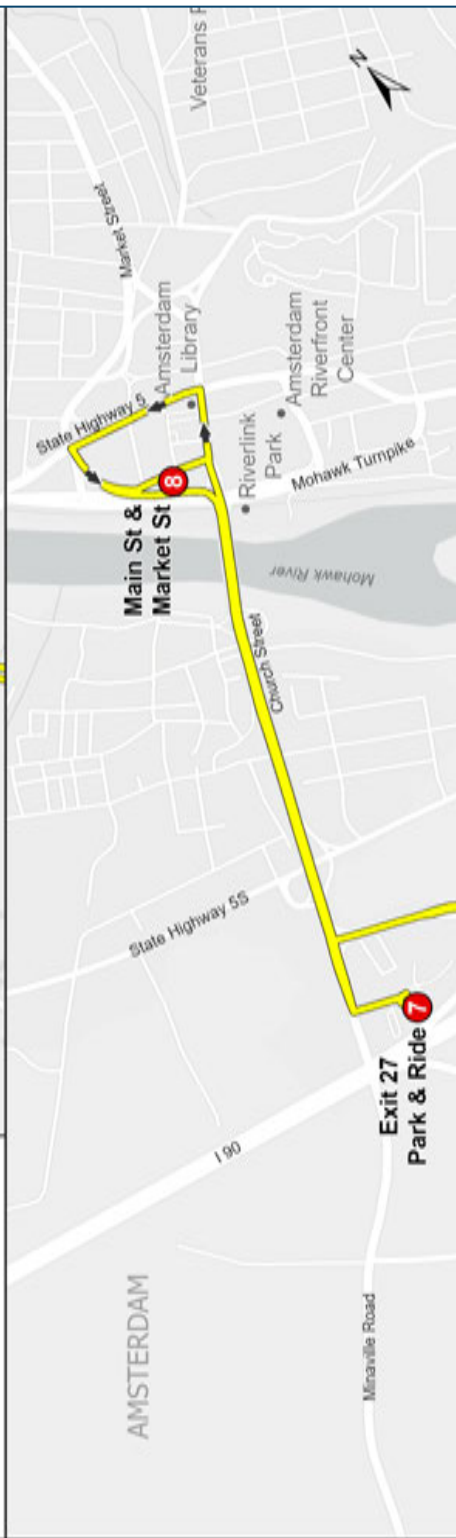 Veterans
N
Market Street
Amsterdam
Library
State Highway 5
Amsterdam
Riverfront
Center
Riverlink
Park
Mohawk Turnpike
8
Main St &
Market St
Mohawk River
Church Street
State Highway 5S
7
Exit 27
Park & Ride
I 90
AMSTERDAM
Minaville Road